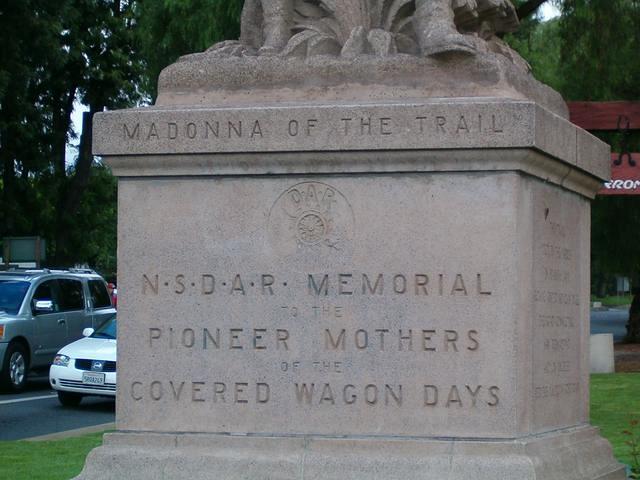 MADONNA OF THE TRAIL
D·A·R
N·S·D·A·R· MEMORIAL
TO THE
PIONEER MOTHERS
OF THE
COVERED WAGON DAYS